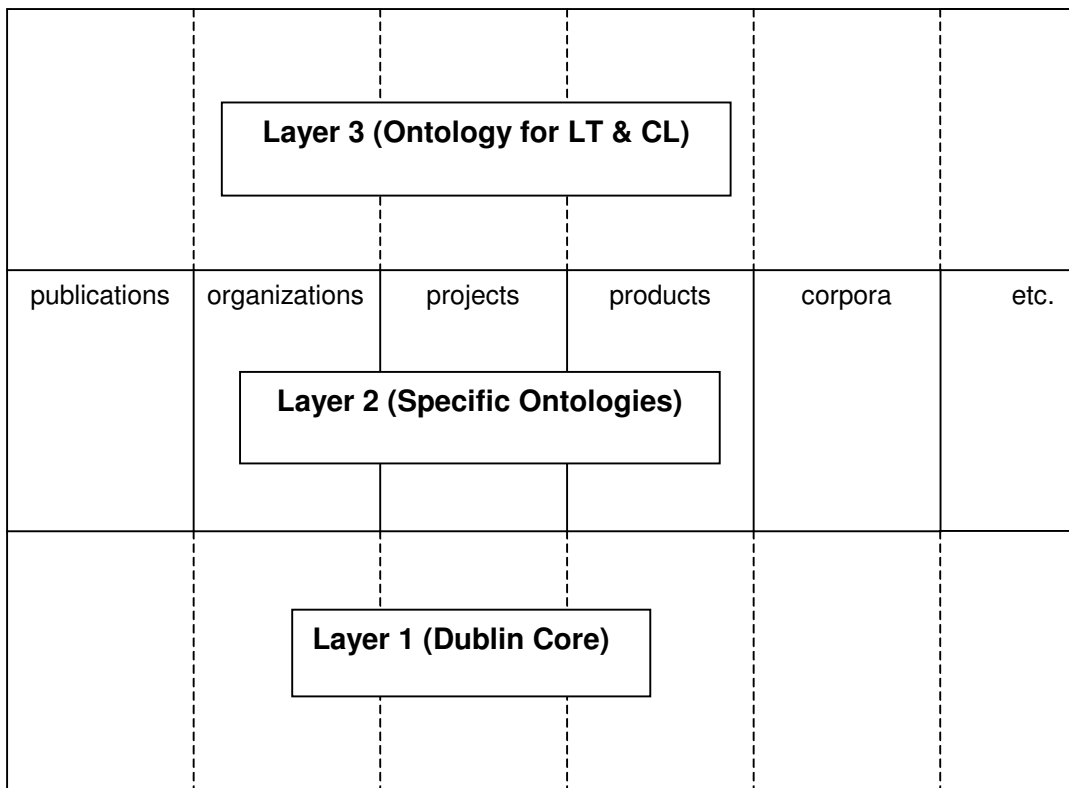 Layer 3 (Ontology for LT & CL)
publications organizations projects products corpora etc.
Layer 2 (Specific Ontologies)
Layer 1 (Dublin Core)